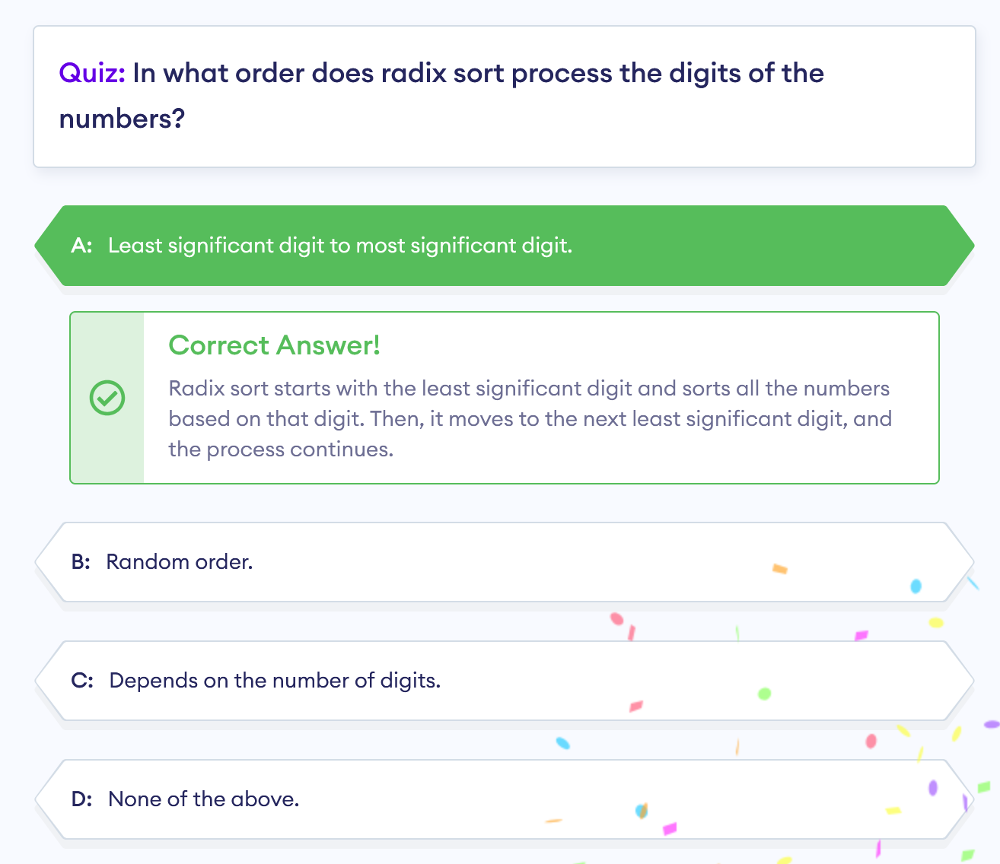 Quiz: In what order does radix sort process the digits of the
numbers?
A: Least significant digit to most significant digit.
Correct Answer!
Radix sort starts with the least significant digit and sorts all the numbers
based on that digit. Then, it moves to the next least significant digit, and
the process continues.
B: Random order.
C: Depends on the number of digits.
D: None of the above.